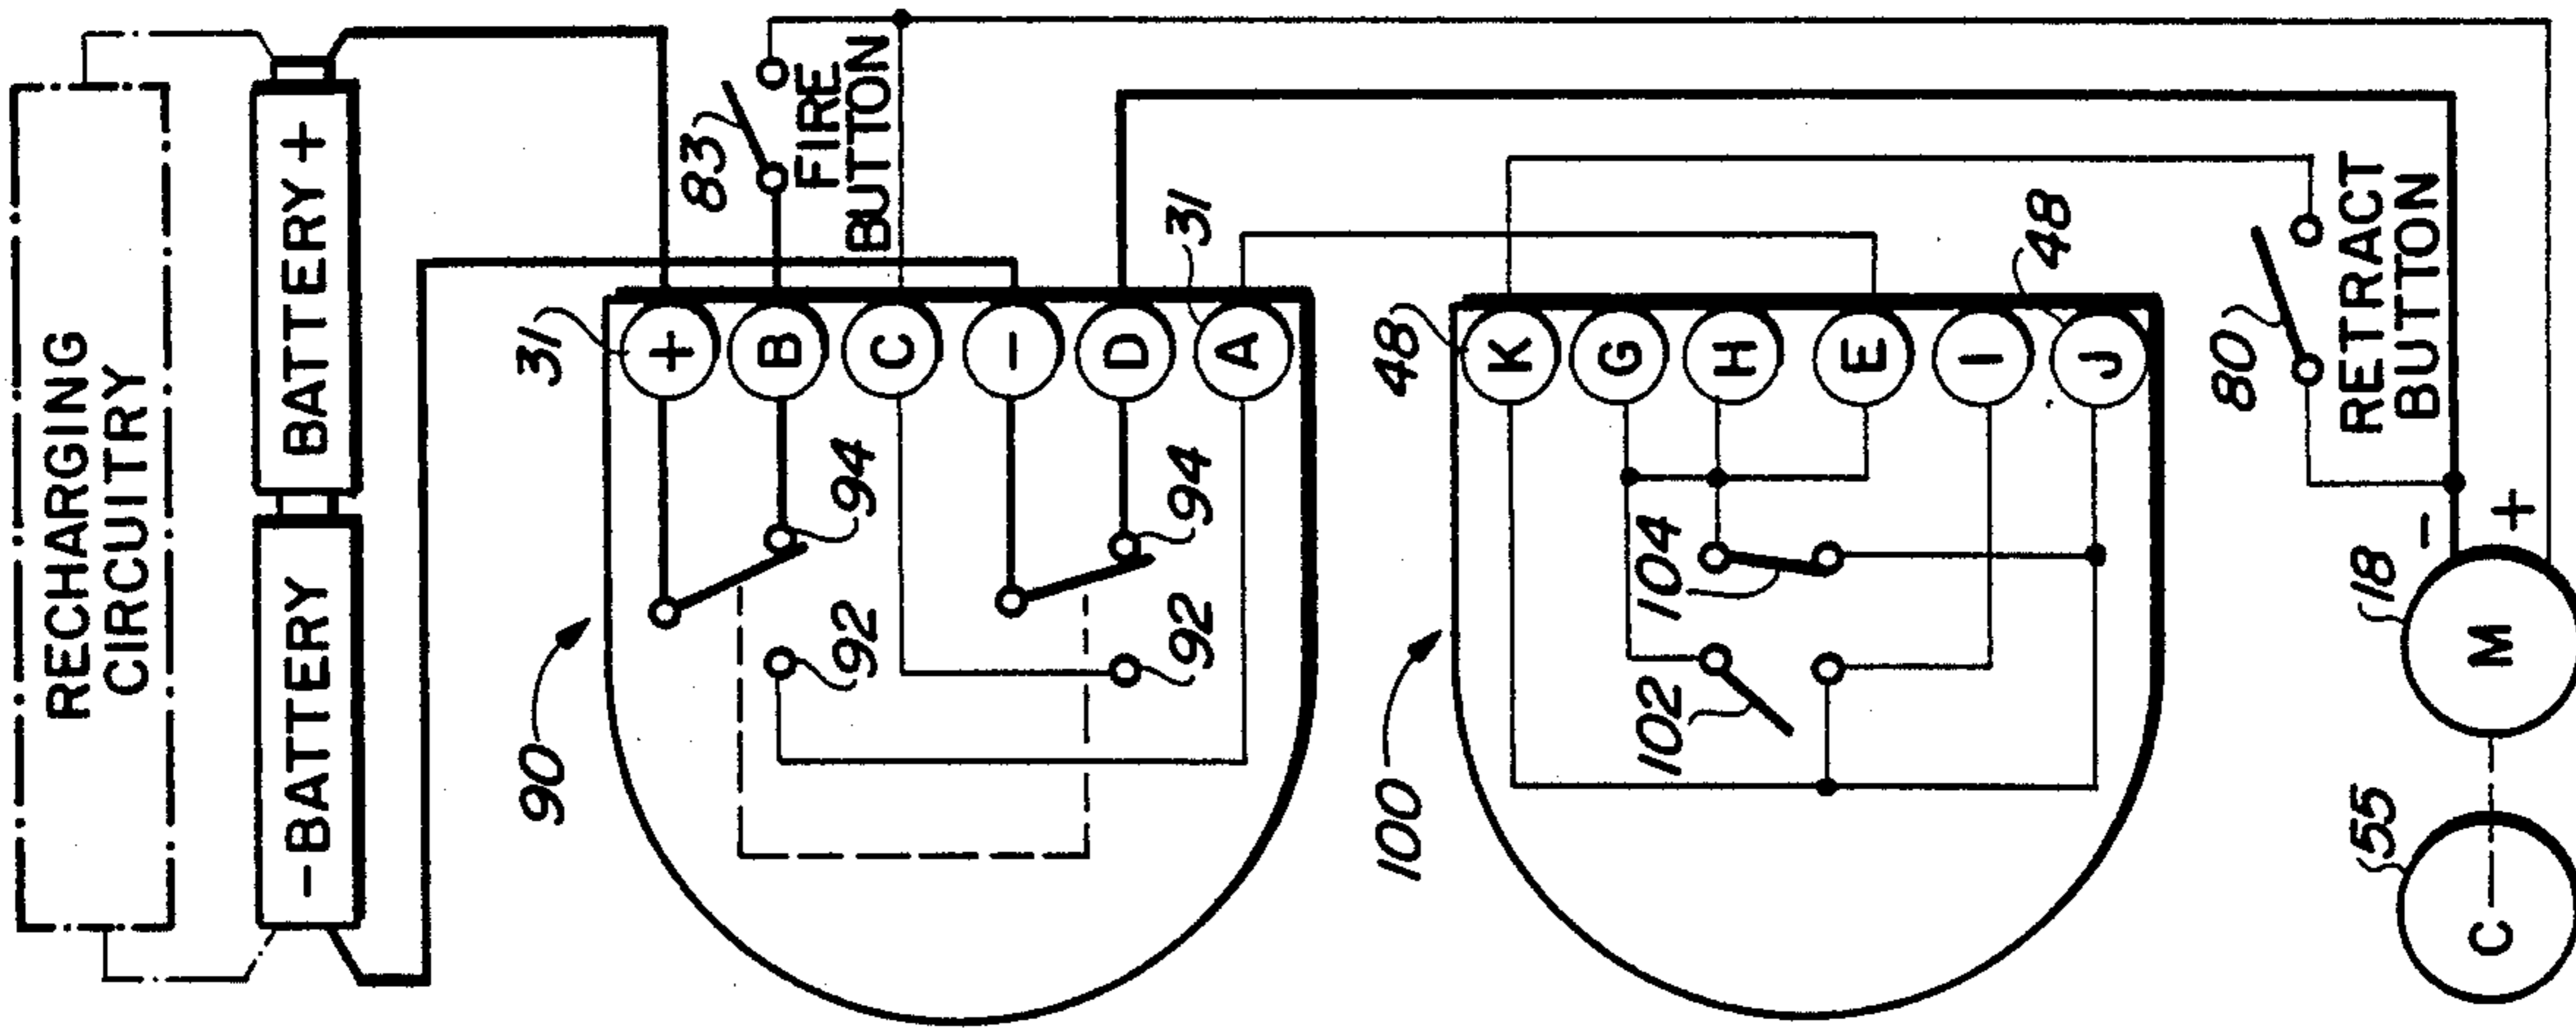 RECHARGING
CIRCUITRY
-BATTERY
BATTERY +
83
FIRE
BUTTON
31
+
B
C
-
D
A
31
94
94
92
92
90
48
K
G
H
E
I
J
48
104
102
100
80
RETRACT
BUTTON
- +
18
M
55
C